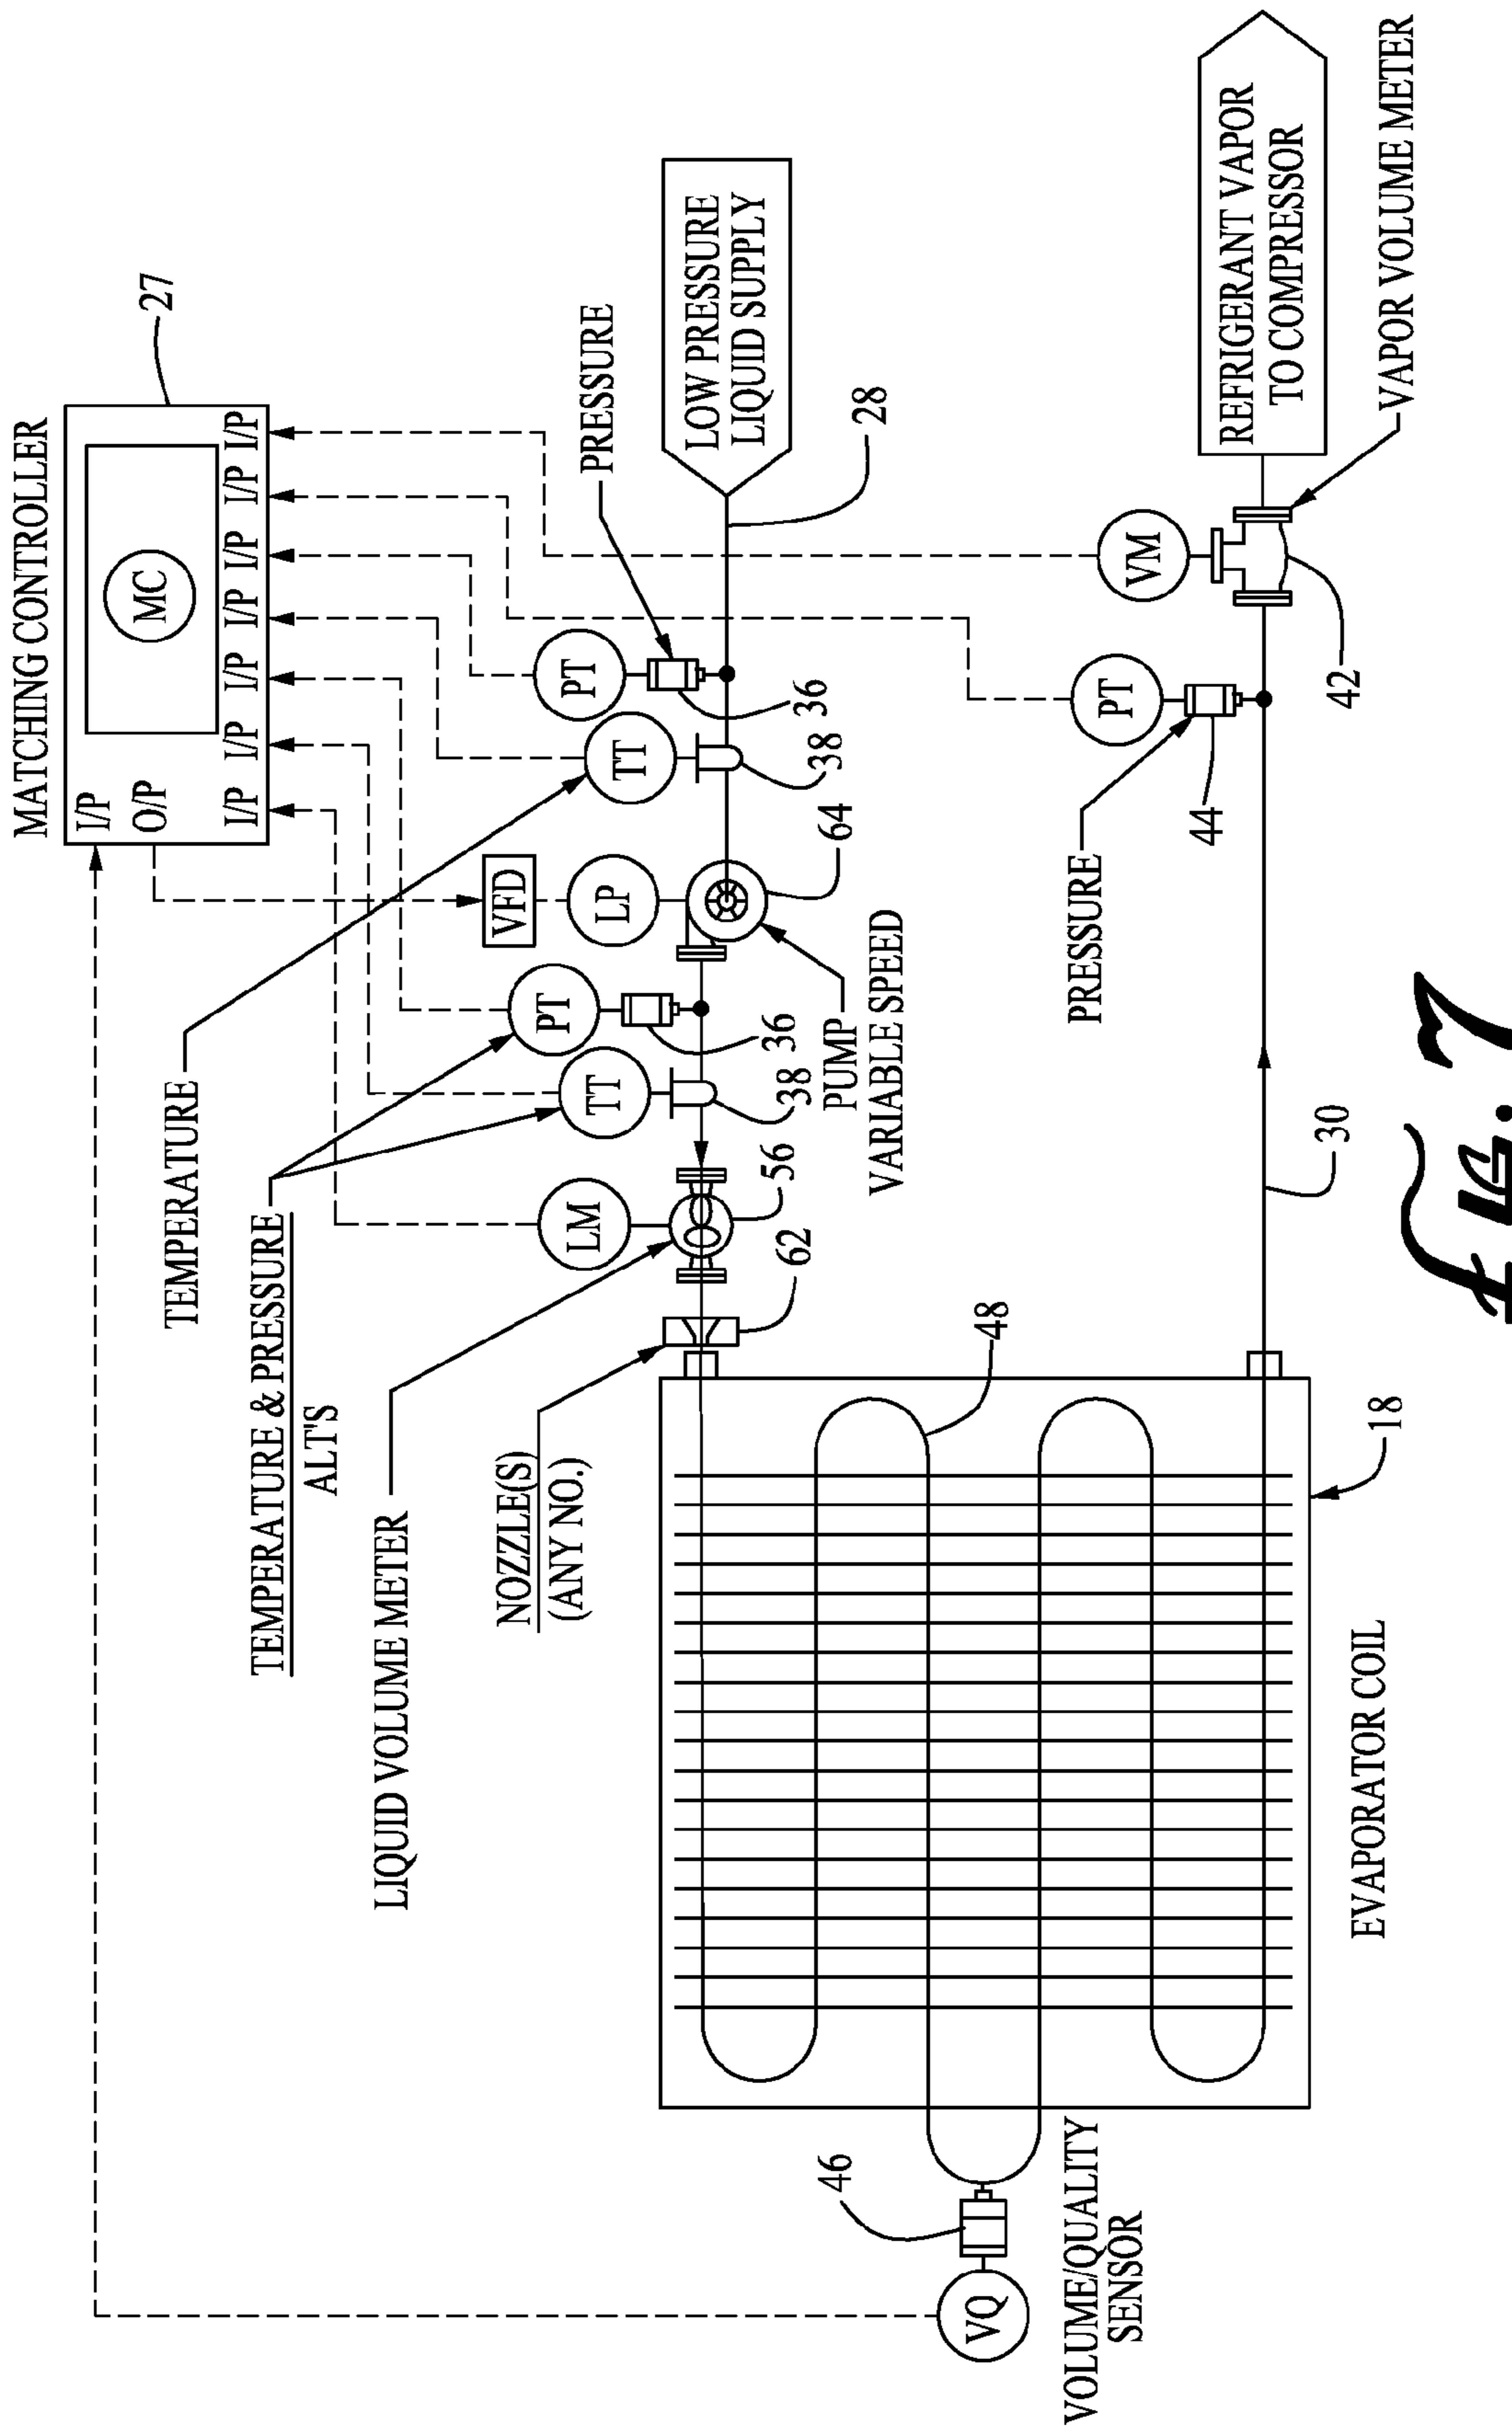 MATCHING CONTROLLER
I/P
O/P
MC
27
I/P I/P I/P I/P I/P I/P I/P
TEMPERATURE
TEMPERATURE & PRESSURE
ALT'S
LIQUID VOLUME METER
NOZZLE(S)
(ANY NO.)
VFD
LM
TT
PT
LP
TT
PT
PRESSURE
LOW PRESSURE
LIQUID SUPPLY
62
56
38
36
PUMP
VARIABLE SPEED
64
38
36
28
46
48
VQ
VOLUME/QUALITY
SENSOR
PRESSURE
PT
VM
44
REFRIGERANT VAPOR
TO COMPRESSOR
30
42
EVAPORATOR COIL
18
VAPOR VOLUME METER
Fig. 7